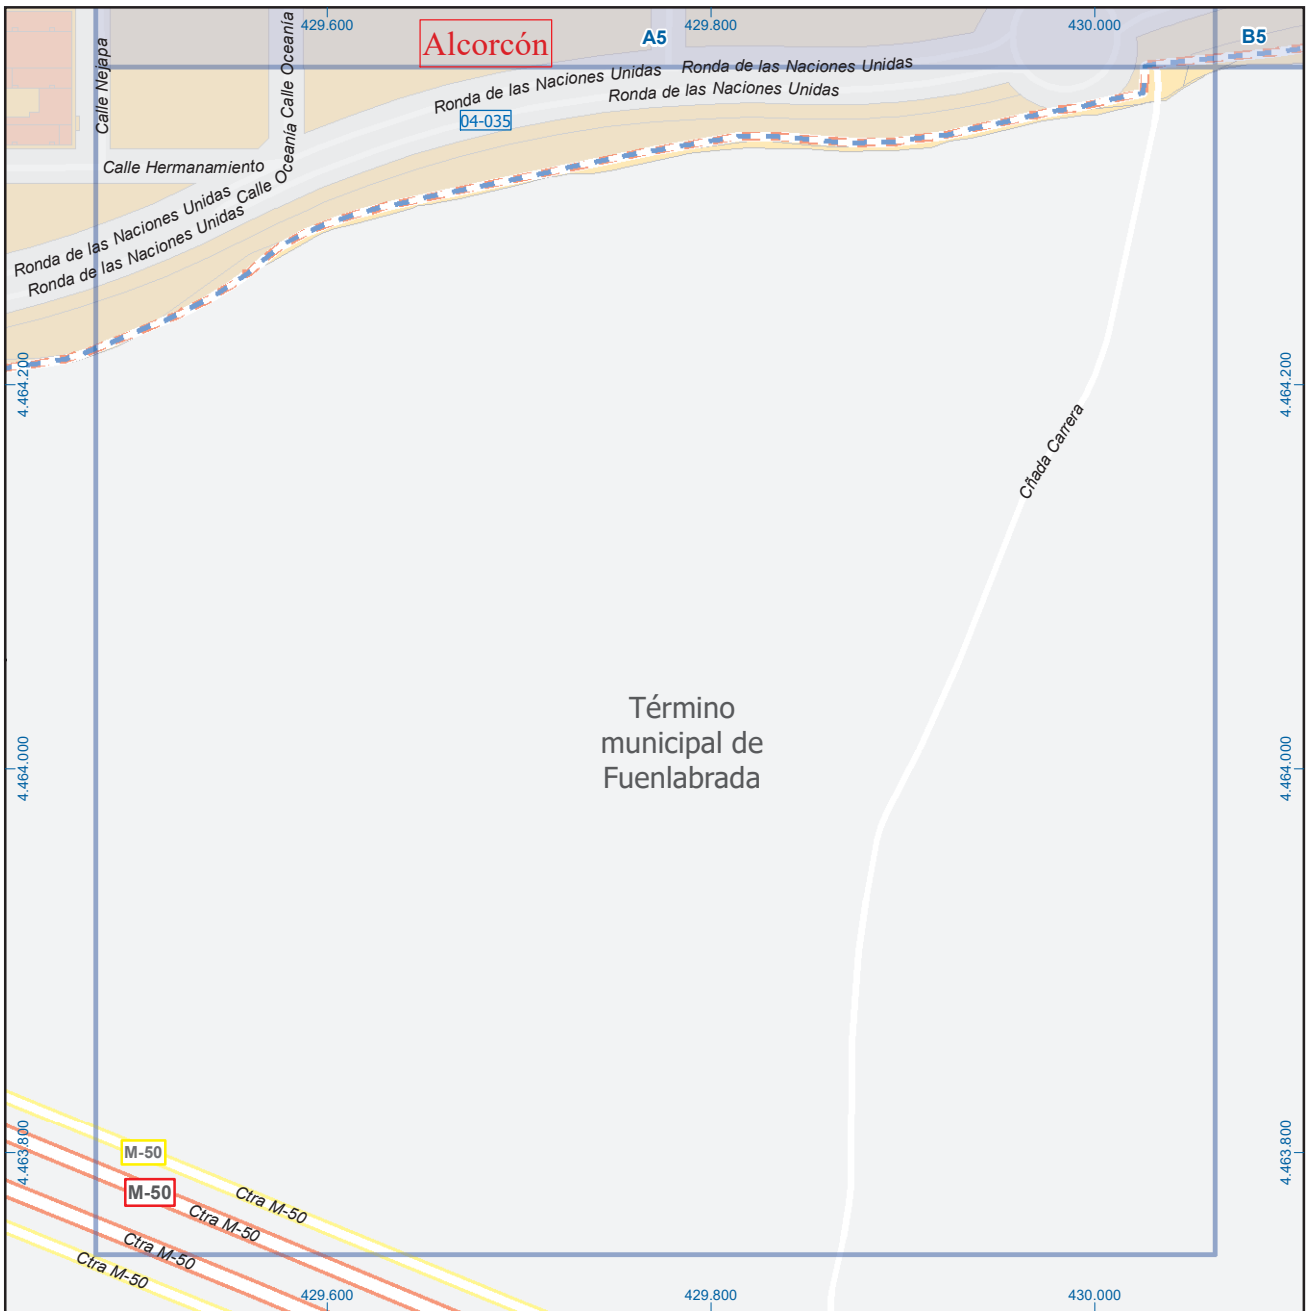 429.600
429.800
430.000
Alcorcón
A5
B5
Calle Nejapa
Calle Oceanía
Calle Oceanía
Calle Oceanía
Ronda de las Naciones Unidas
Ronda de las Naciones Unidas
Ronda de las Naciones Unidas
04-035
Calle Hermanamiento
Ronda de las Naciones Unidas
Ronda de las Naciones Unidas
4.464.200
4.464.200
Cñada Carrera
Término
municipal de
Fuenlabrada
4.464.000
4.464.000
4.463.800
4.463.800
M-50
M-50
Ctra M-50
Ctra M-50
Ctra M-50
Ctra M-50
429.600
429.800
430.000